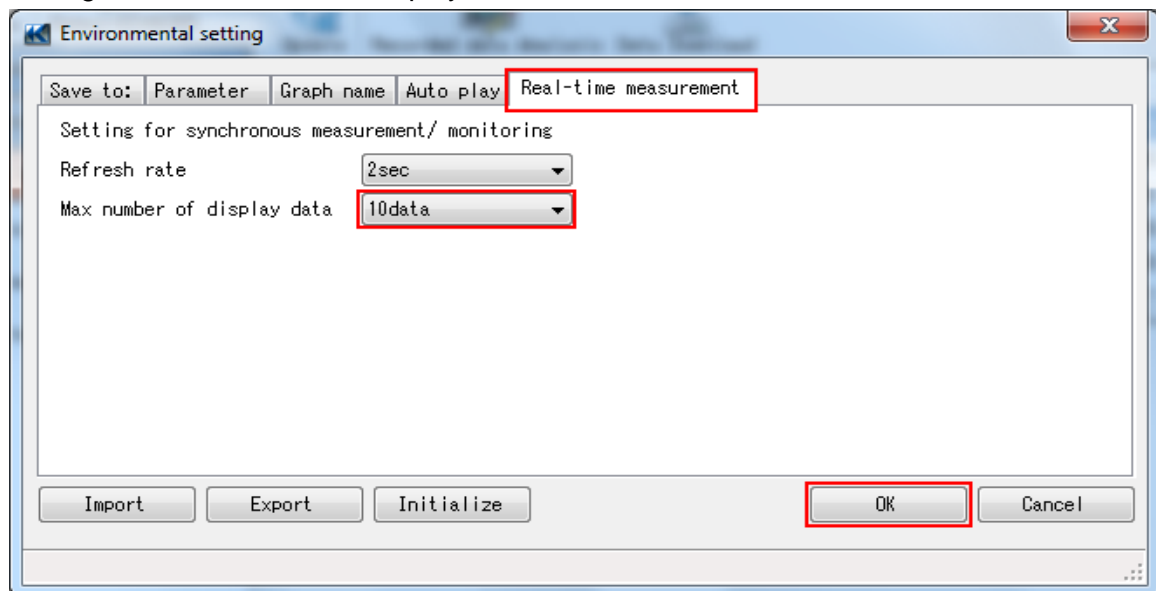 Environmental setting
Save to: Parameter Graph name Auto play Real-time measurement
Setting for synchronous measurement/ monitoring
Refresh rate 2sec
Max number of display data 10data
Import Export Initialize OK Cancel